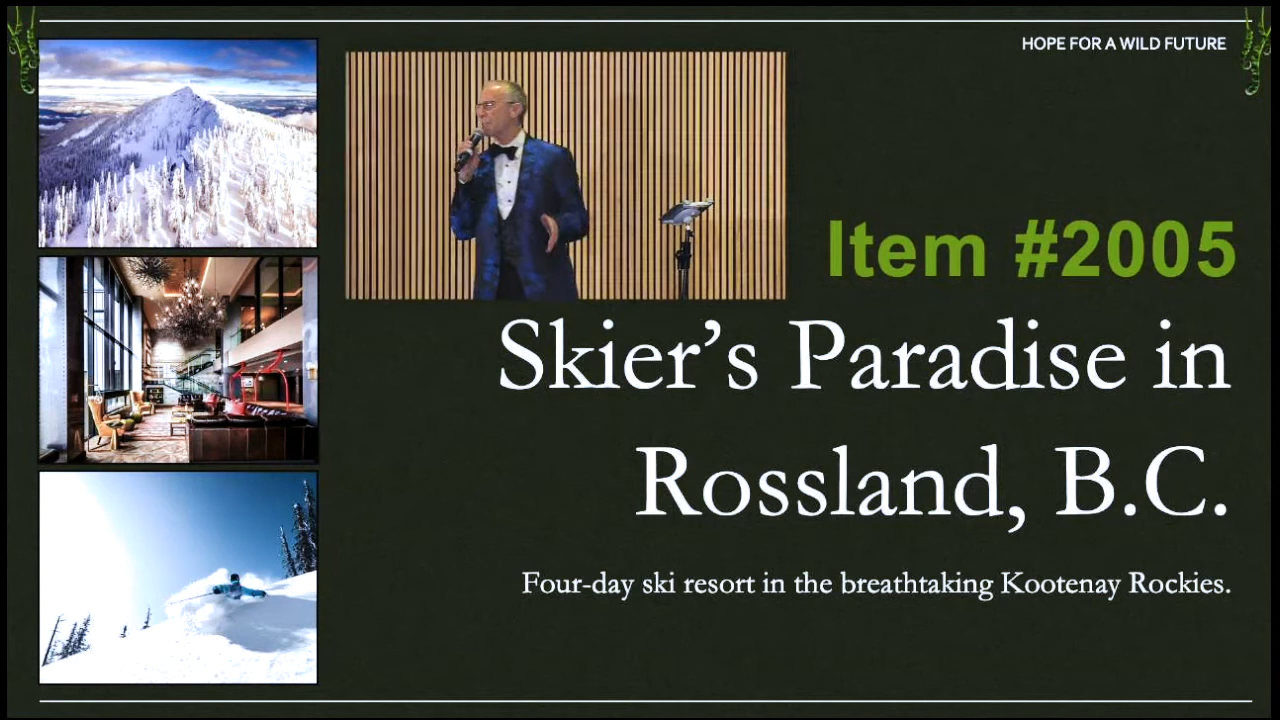 HOPE FOR A WILD FUTURE
Item #2005
Skier’s Paradise in
Rossland, B.C.
Four-day ski resort in the breathtaking Kootenay Rockies.